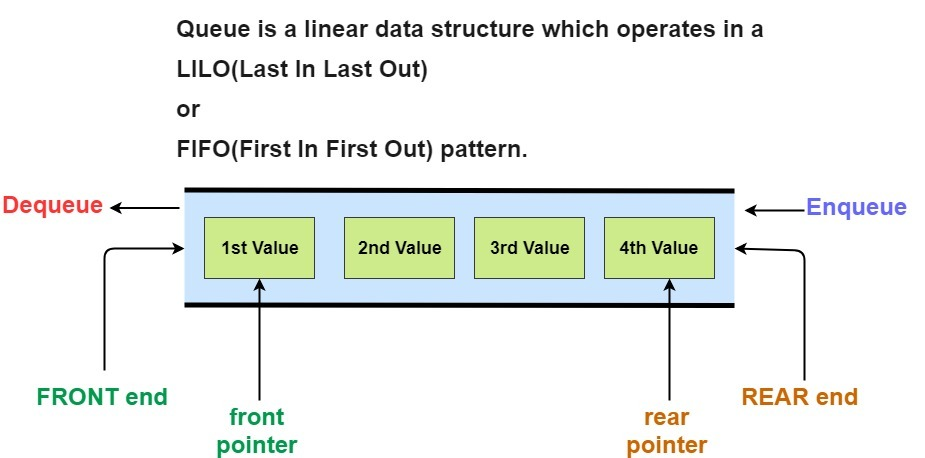 Queue is a linear data structure which operates in a
LILO(Last In Last Out)
or
FIFO(First In First Out) pattern.
Dequeue
Enqueue
1st Value
2nd Value
3rd Value
4th Value
FRONT end
front
pointer
rear
pointer
REAR end